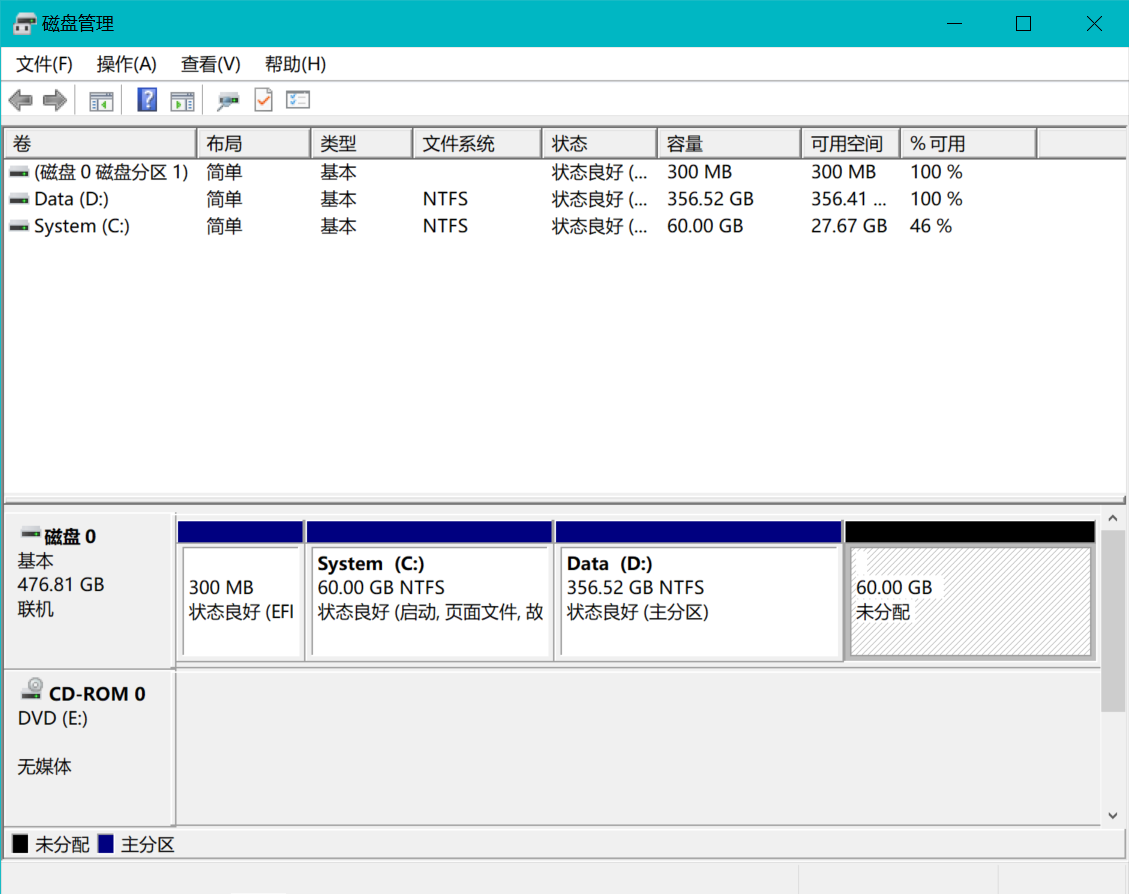 磁盘管理
文件(F) 操作(A) 查看(V) 帮助(H)
卷 布局 类型 文件系统 状态 容量 可用空间 % 可用
(磁盘 0 磁盘分区 1) 简单 基本 状态良好 (... 300 MB 300 MB 100 %
Data (D:) 简单 基本 NTFS 状态良好 (... 356.52 GB 356.41 ... 100 %
System (C:) 简单 基本 NTFS 状态良好 (... 60.00 GB 27.67 GB 46 %
磁盘 0
基本
476.81 GB
联机
300 MB
状态良好 (EFI
System (C:)
60.00 GB NTFS
状态良好 (启动, 页面文件, 故
Data (D:)
356.52 GB NTFS
状态良好 (主分区)
60.00 GB
未分配
CD-ROM 0
DVD (E:)
无媒体
未分配 主分区